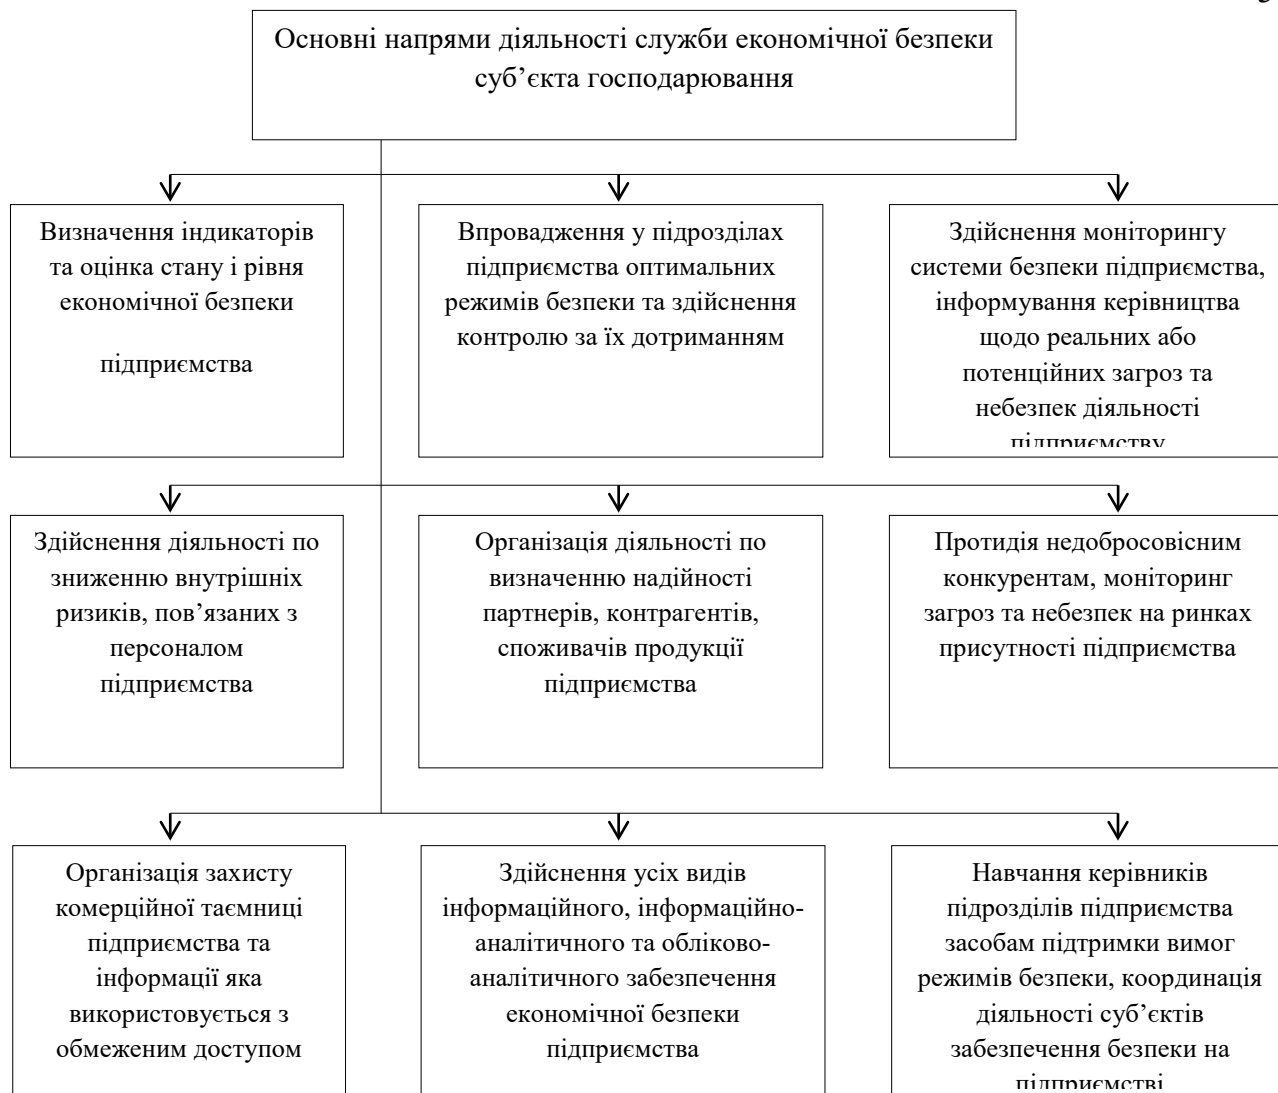 Основні напрями діяльності служби економічної безпеки
суб’єкта господарювання
Визначення індикаторів
та оцінка стану і рівня
економічної безпеки
підприємства
Впровадження у підрозділах
підприємства оптимальних
режимів безпеки та здійснення
контролю за їх дотриманням
Здійснення моніторингу
системи безпеки підприємства,
інформування керівництва
щодо реальних або
потенційних загроз та
небезпек діяльності
підприємству
Здійснення діяльності по
зниженню внутрішніх
ризиків, пов’язаних з
персоналом
підприємства
Організація діяльності по
визначенню надійності
партнерів, контрагентів,
споживачів продукції
підприємства
Протидія недобросовісним
конкурентам, моніторинг
загроз та небезпек на ринках
присутності підприємства
Організація захисту
комерційної таємниці
підприємства та
інформації яка
використовується з
обмеженим доступом
Здійснення усіх видів
інформаційного, інформаційно-
аналітичного та обліково-
аналітичного забезпечення
економічної безпеки
підприємства
Навчання керівників
підрозділів підприємства
засобам підтримки вимог
режимів безпеки, координація
діяльності суб’єктів
забезпечення безпеки на
підприємстві